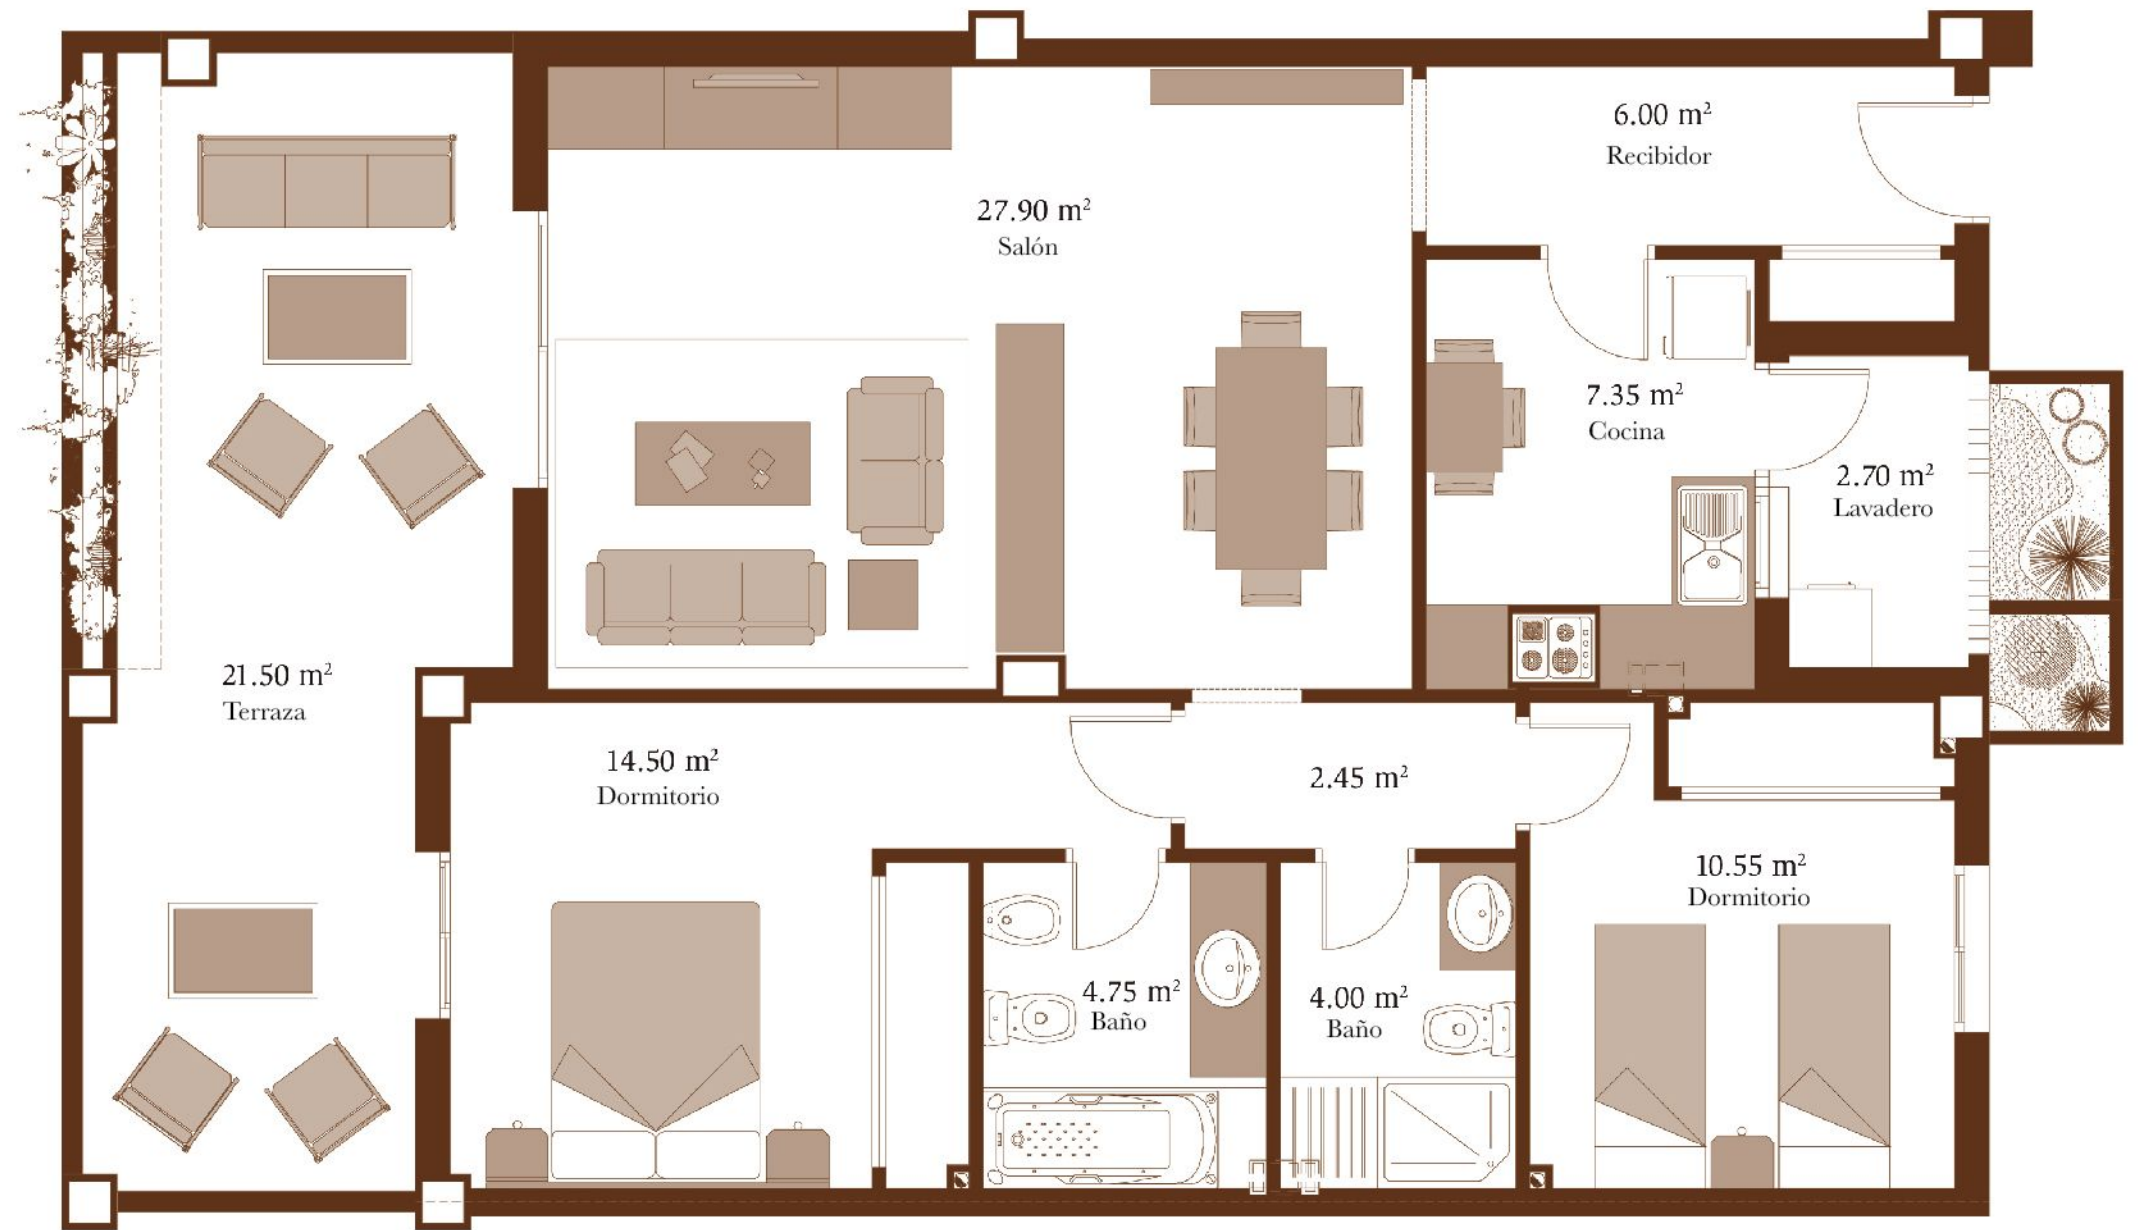 6.00 m²
Recibidor
27.90 m²
Salón
7.35 m²
Cocina
2.70 m²
Lavadero
21.50 m²
Terraza
14.50 m²
Dormitorio
2.45 m²
10.55 m²
Dormitorio
4.75 m²
Baño
4.00 m²
Baño